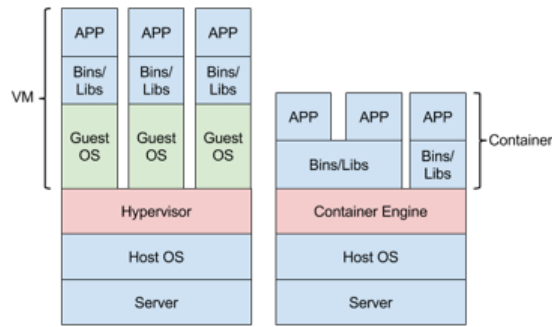 APP
APP
APP
Bins/
Libs
Bins/
Libs
Bins/
Libs
VM
Guest
OS
Guest
OS
Guest
OS
Hypervisor
Host OS
Server
APP
APP
APP
Bins/Libs
Bins/
Libs
Container
Container Engine
Host OS
Server